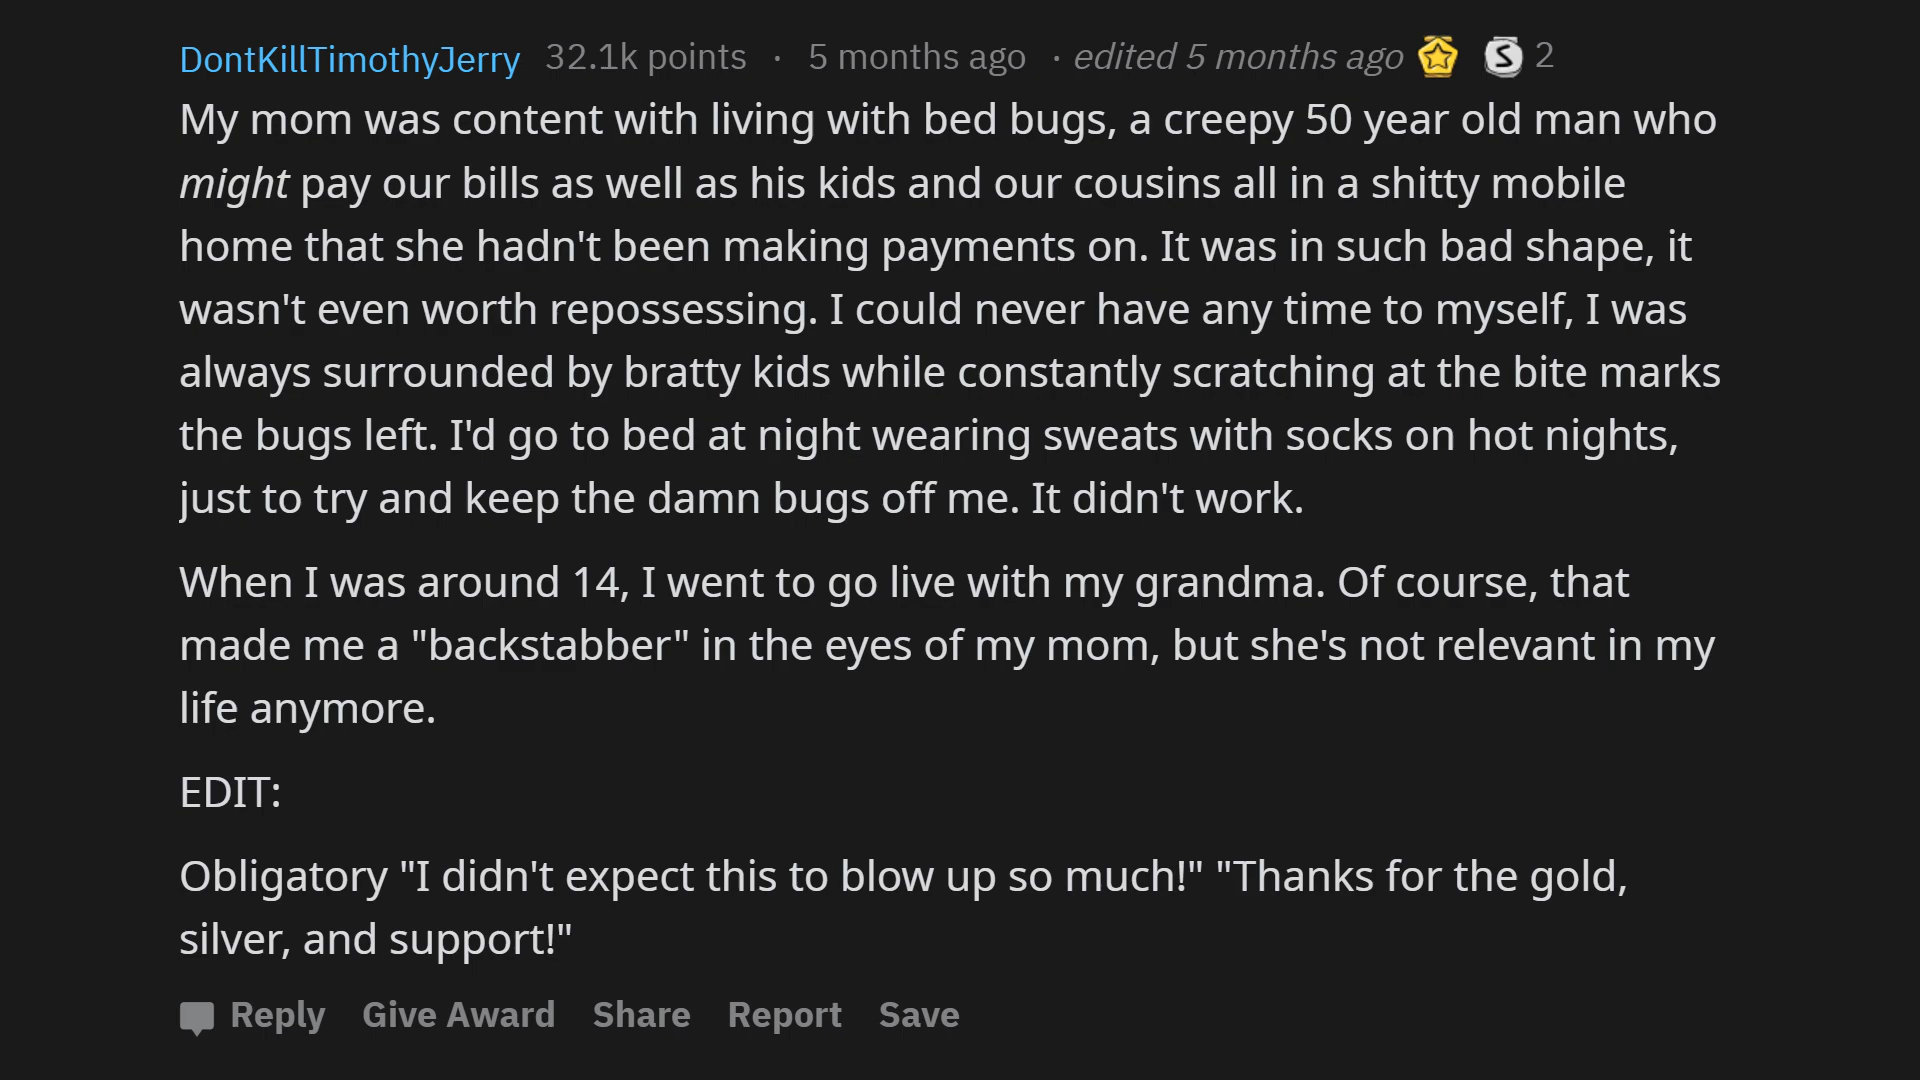 DontKillTimothyJerry 32.1k points · 5 months ago · edited 5 months ago S 2
My mom was content with living with bed bugs, a creepy 50 year old man who
might pay our bills as well as his kids and our cousins all in a shitty mobile
home that she hadn't been making payments on. It was in such bad shape, it
wasn't even worth repossessing. I could never have any time to myself, I was
always surrounded by bratty kids while constantly scratching at the bite marks
the bugs left. I'd go to bed at night wearing sweats with socks on hot nights,
just to try and keep the damn bugs off me. It didn't work.
When I was around 14, I went to go live with my grandma. Of course, that
made me a "backstabber" in the eyes of my mom, but she's not relevant in my
life anymore.
EDIT:
Obligatory "I didn't expect this to blow up so much!" "Thanks for the gold,
silver, and support!"
Reply Give Award Share Report Save